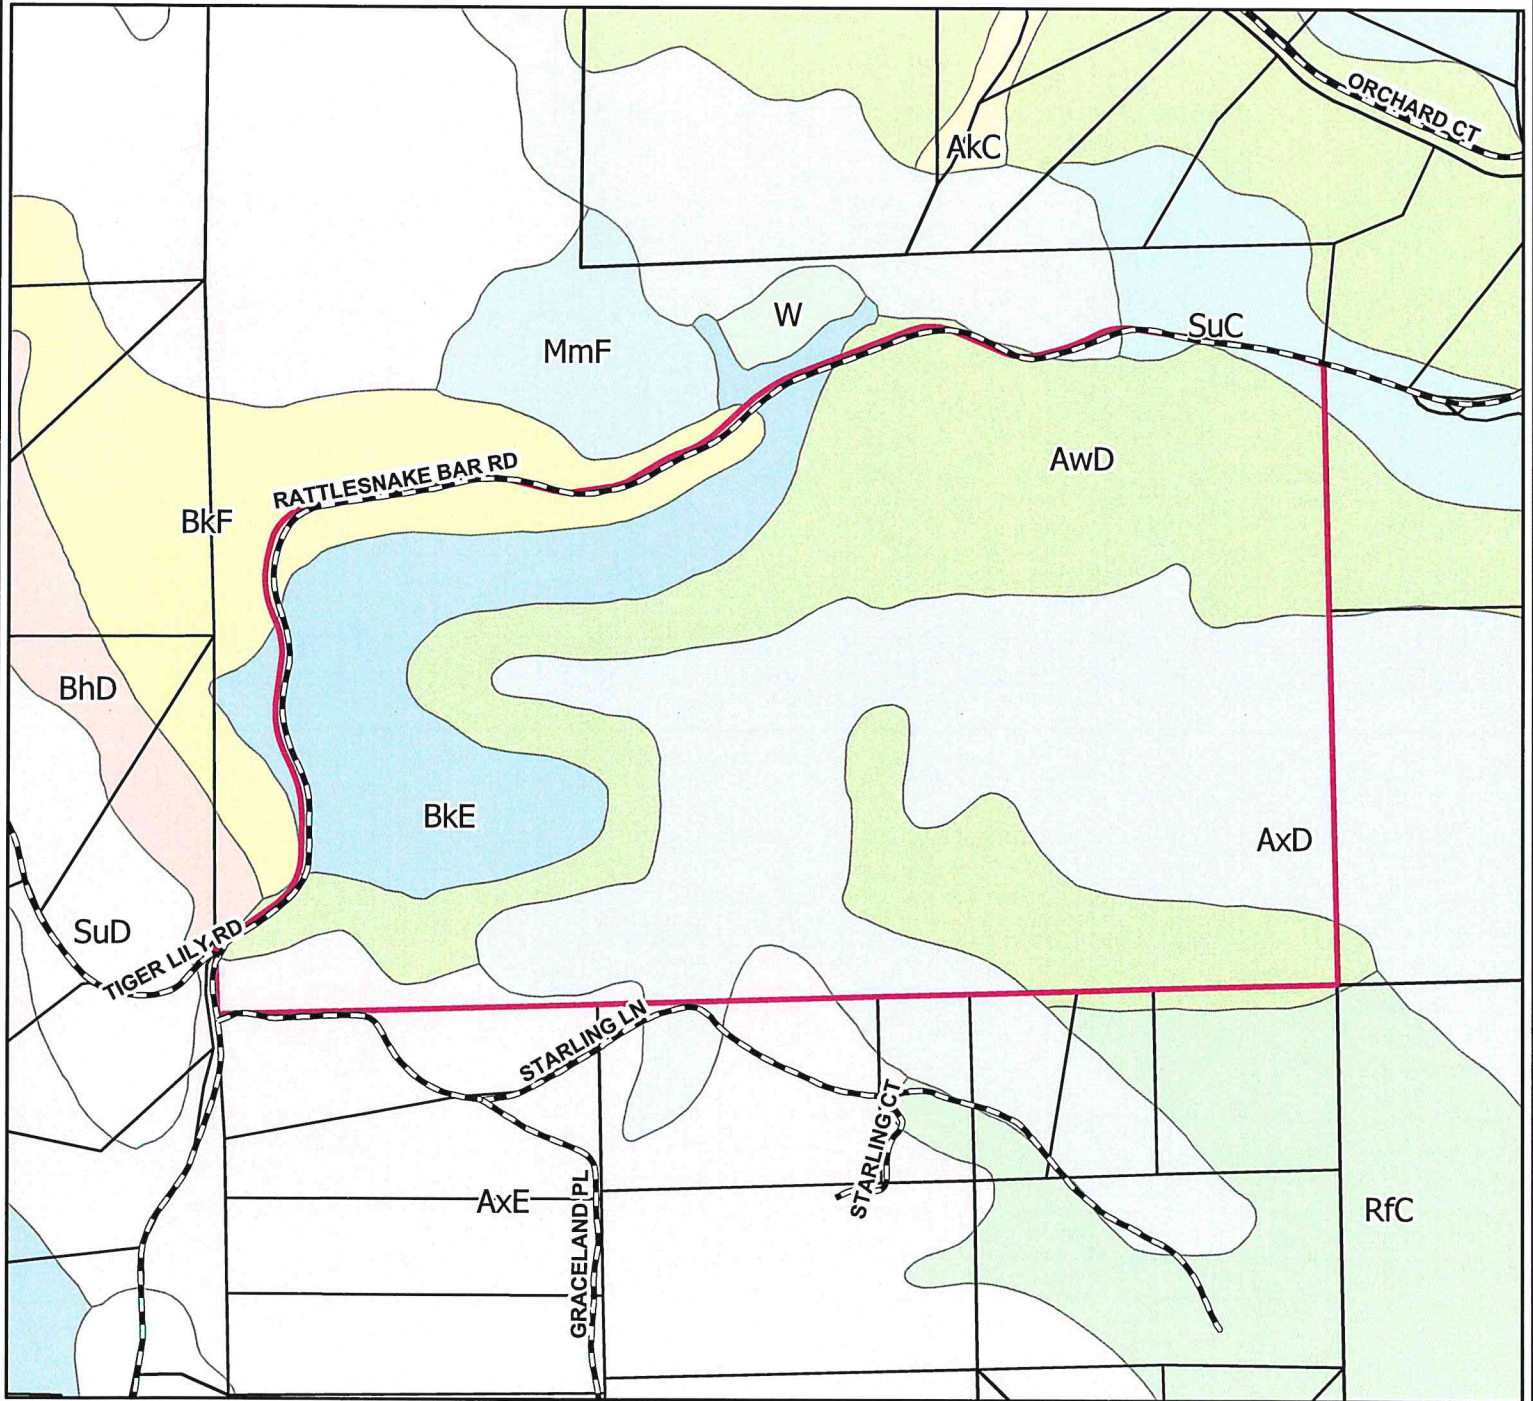 ORCHARD CT
AkC
W
SuC
MmF
AwD
RATTLESNAKE BAR RD
BkF
BhD
BkE
AxD
SuD
TIGER LILY RD
STARLING LN
STARLING CT
AxE
GRACELAND PL
RfC